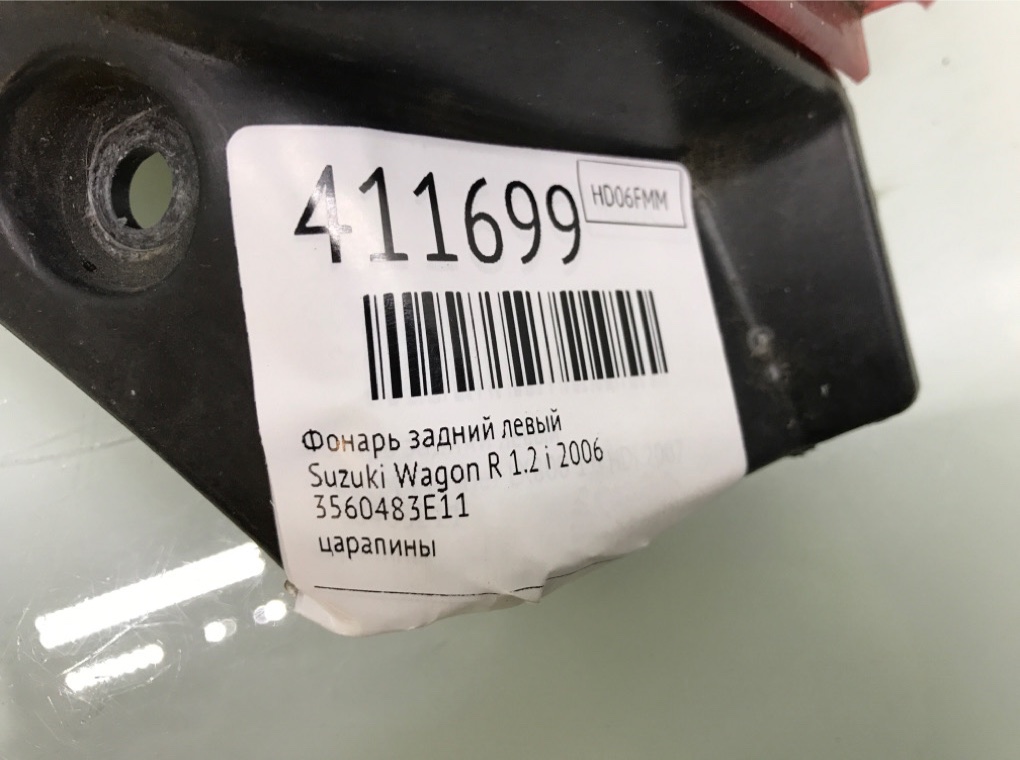 411699
HD06FMM
Фонарь задний левый
Suzuki Wagon R 1.2 i 2006
3560483E11
царапины